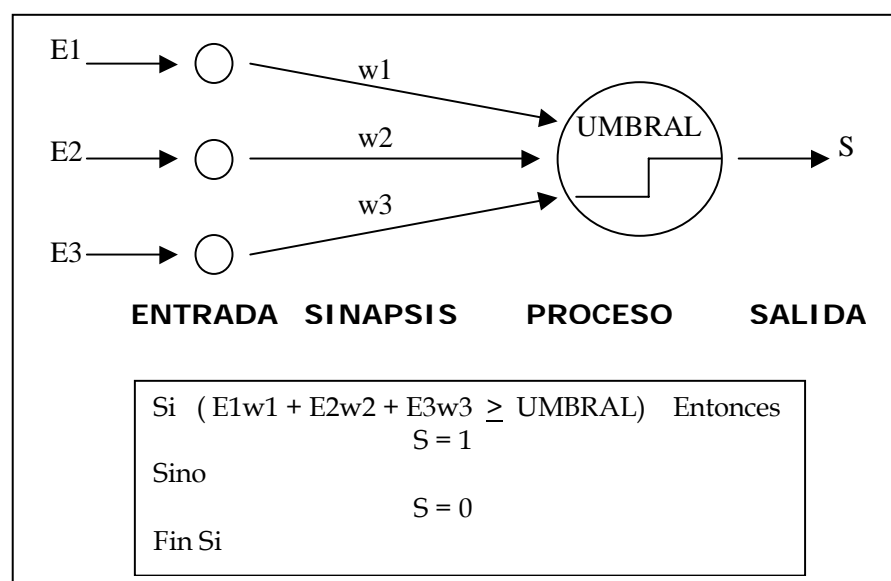 E1
w1
UMBRAL
E2
w2
S
w3
E3
ENTRADA SINAPSIS PROCESO SALIDA
Si ( E1w1 + E2w2 + E3w3 ≥ UMBRAL) Entonces
S = 1
Sino
S = 0
Fin Si